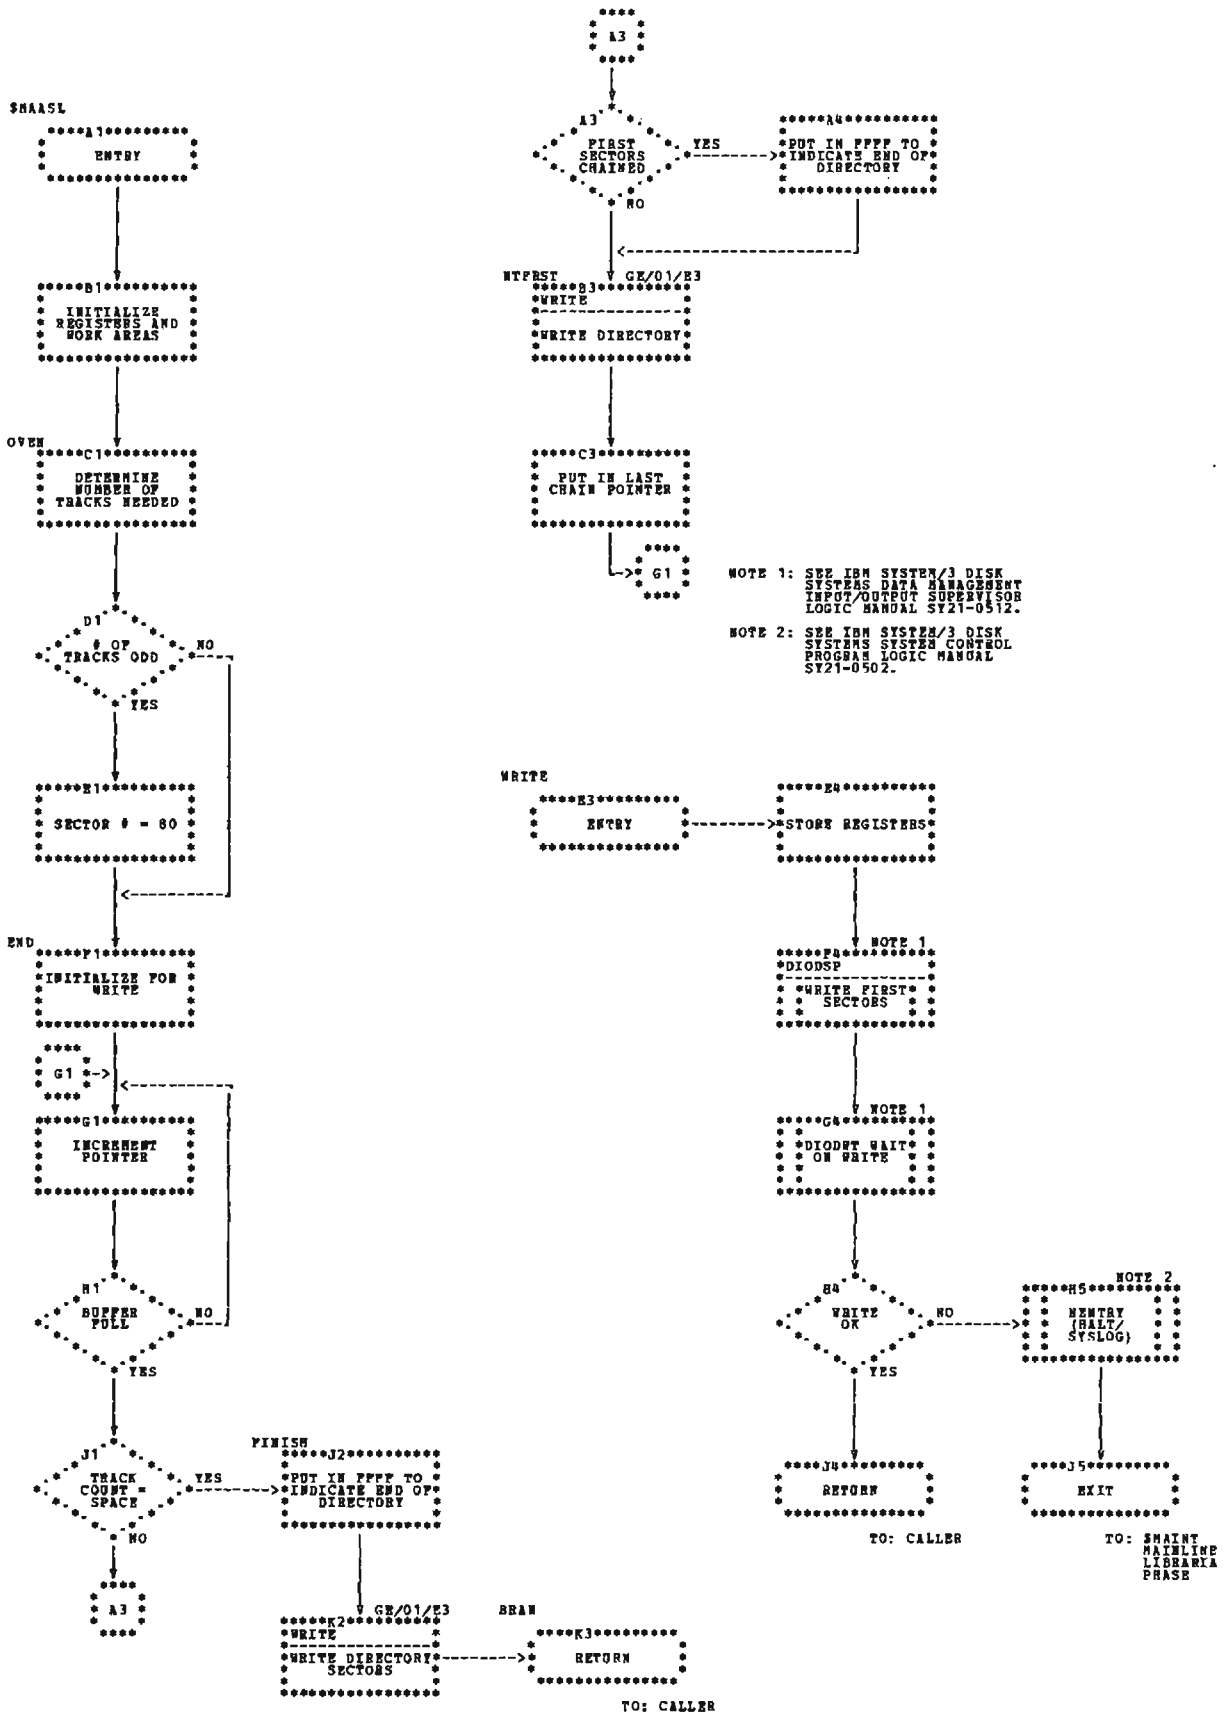 $MAASL
A1
ENTRY
B1
INITIALIZE
REGISTERS AND
WORK AREAS
OVEN
C1
DETERMINE
NUMBER OF
TRACKS NEEDED
D1
# OF
TRACKS ODD
NO
YES
E1
SECTOR # = 80
END
F1
INITIALIZE FOR
WRITE
G1
G1
INCREMENT
POINTER
H1
BUFFER
FULL
NO
YES
J1
TRACK
COUNT =
SPACE
YES
NO
A3
FINISH
J2
PUT IN FFFF TO
INDICATE END OF
DIRECTORY
GE/01/E3
K2
WRITE
WRITE DIRECTORY
SECTORS
BRAN
K3
RETURN
TO: CALLER
A3
A3
FIRST
SECTORS
CHAINED
YES
NO
A4
PUT IN FFFF TO
INDICATE END OF
DIRECTORY
NTFRST
GE/01/E3
B3
WRITE
WRITE DIRECTORY
C3
PUT IN LAST
CHAIN POINTER
G1
NOTE 1: SEE IBM SYSTEM/3 DISK
SYSTEMS DATA MANAGEMENT
INPUT/OUTPUT SUPERVISOR
LOGIC MANUAL SY21-0512.
NOTE 2: SEE IBM SYSTEM/3 DISK
SYSTEMS SYSTEM CONTROL
PROGRAM LOGIC MANUAL
SY21-0502.
WRITE
E3
ENTRY
E4
STORE REGISTERS
NOTE 1
F4
DIODSP
WRITE FIRST
SECTORS
NOTE 1
G4
DIODWT WAIT
ON WRITE
H4
WRITE
OK
NO
YES
NOTE 2
H5
NENTRY
(HALT/
SYSLOG)
J4
RETURN
TO: CALLER
J5
EXIT
TO: $MAINT
MAINLINE
LIBRARIA
PHASE